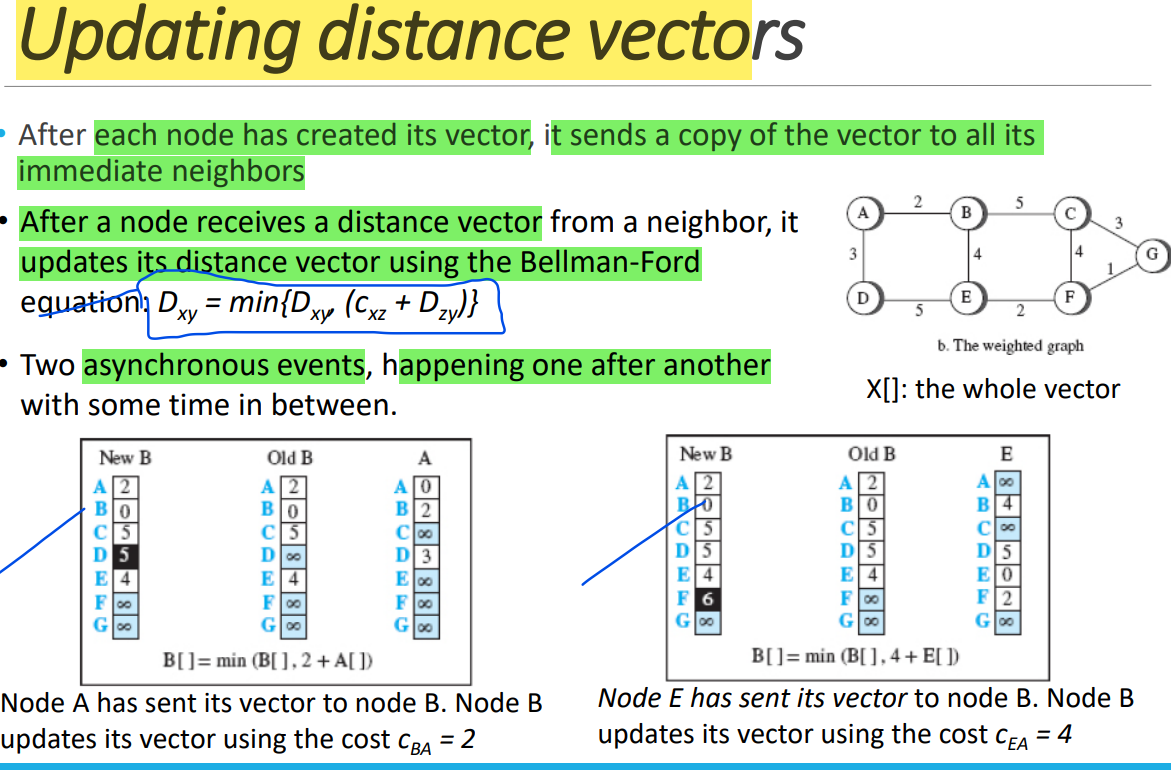 Updating distance vectors
• After each node has created its vector, it sends a copy of the vector to all its
immediate neighbors
• After a node receives a distance vector from a neighbor, it
updates its distance vector using the Bellman-Ford
equation: Dxy = min{Dxy, (cxz + Dzy)}
• Two asynchronous events, happening one after another
with some time in between.
A 2 B 5 C
3
3 4 4 G
1
D 5 E 2 F
b. The weighted graph
X[]: the whole vector
New B Old B A
A 2 A 2 A 0
B 0 B 0 B 2
C 5 C 5 C ∞
D 5 D ∞ D 3
E 4 E 4 E ∞
F ∞ F ∞ F ∞
G ∞ G ∞ G ∞
B[ ]= min (B[ ], 2 + A[ ])
Node A has sent its vector to node B. Node B
updates its vector using the cost cBA = 2
New B Old B E
A 2 A 2 A ∞
B 0 B 0 B 4
C 5 C 5 C ∞
D 5 D 5 D 5
E 4 E 4 E 0
F 6 F ∞ F 2
G ∞ G ∞ G ∞
B[ ]= min (B[ ], 4 + E[ ])
Node E has sent its vector to node B. Node B
updates its vector using the cost cEA = 4